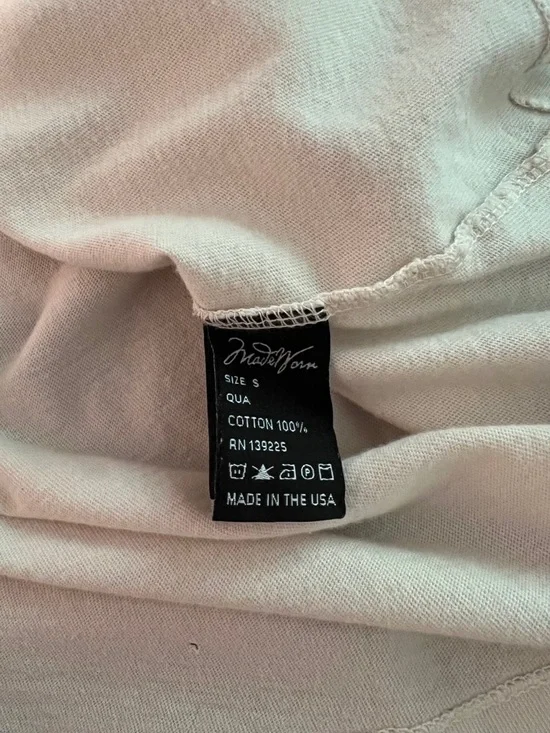 MadeWorn
SIZE S
QUA
COTTON 100%
RN 139225
P
MADE IN THE USA